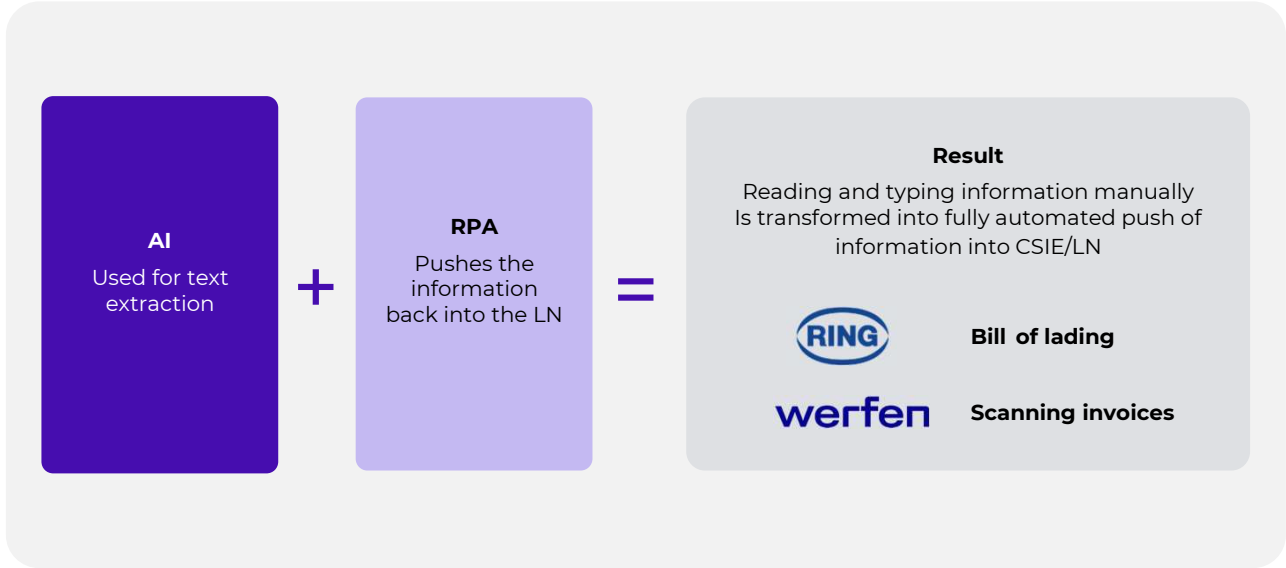 AI
Used for text
extraction
+
RPA
Pushes the
information
back into the LN
=
Result
Reading and typing information manually
Is transformed into fully automated push of
information into CSIE/LN
RING
Bill of lading
werfen
Scanning invoices